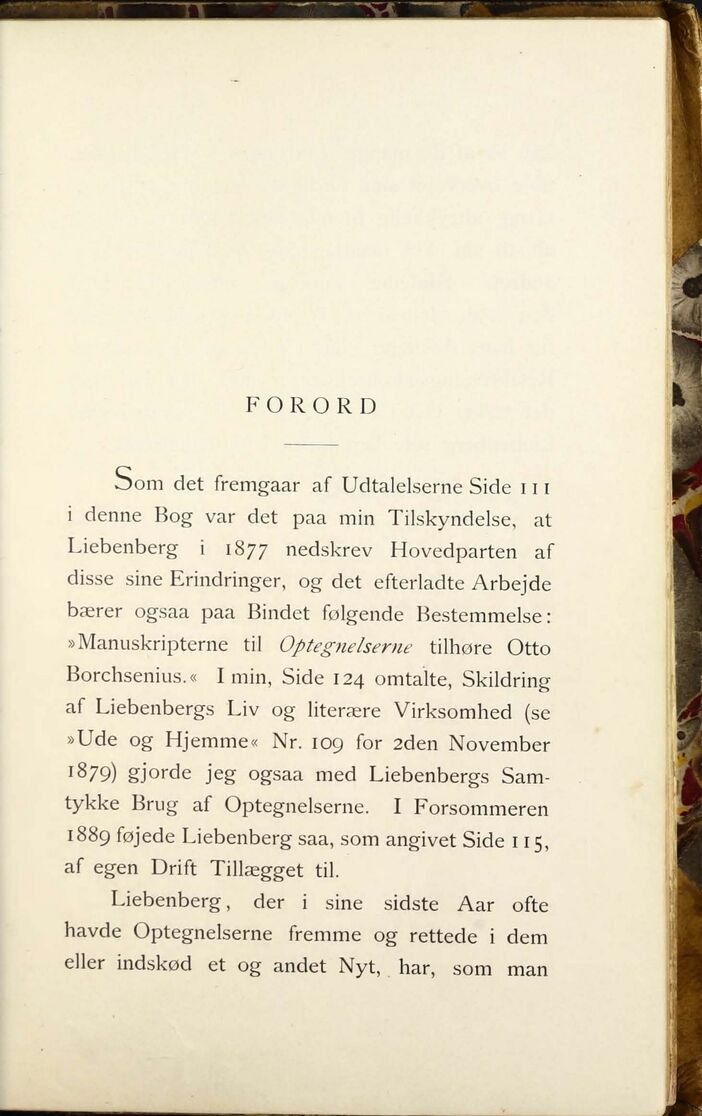 FORORD
Som det fremgaar af Udtalelserne Side 111
i denne Bog var det paa min Tilskyndelse, at
Liebenberg i 1877 nedskrev Hovedparten af
disse sine Erindringer, og det efterladte Arbejde
bærer ogsaa paa Bindet følgende Bestemmelse:
»Manuskripterne til Optegnelserne tilhøre Otto
Borchsenius.« I min, Side 124 omtalte, Skildring
af Liebenbergs Liv og literære Virksomhed (se
»Ude og Hjemme« Nr. 109 for 2den November
1879) gjorde jeg ogsaa med Liebenbergs Sam-
tykke Brug af Optegnelserne. I Forsommeren
1889 føjede Liebenberg saa, som angivet Side 115,
af egen Drift Tillægget til.
Liebenberg, der i sine sidste Aar ofte
havde Optegnelserne fremme og rettede i dem
eller indskød et og andet Nyt, har, som man